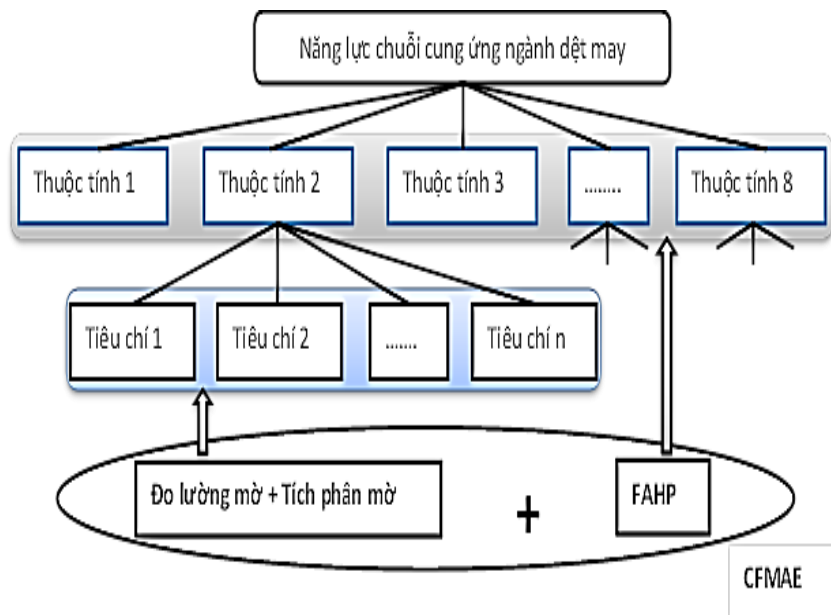 Năng lực chuỗi cung ứng ngành dệt may
Thuộc tính 1
Thuộc tính 2
Thuộc tính 3
........
Thuộc tính 8
Tiêu chí 1
Tiêu chí 2
.......
Tiêu chí n
Đo lường mờ + Tích phân mờ
+
FAHP
CFMAE